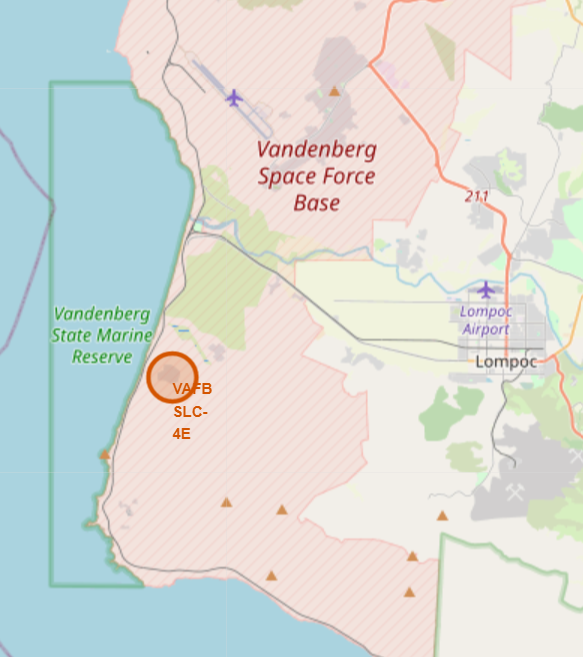 Vandenberg
Space Force
Base
211
Vandenberg
State Marine
Reserve
Lompoc
Airport
Lompoc
VAFB
SLC-
4E